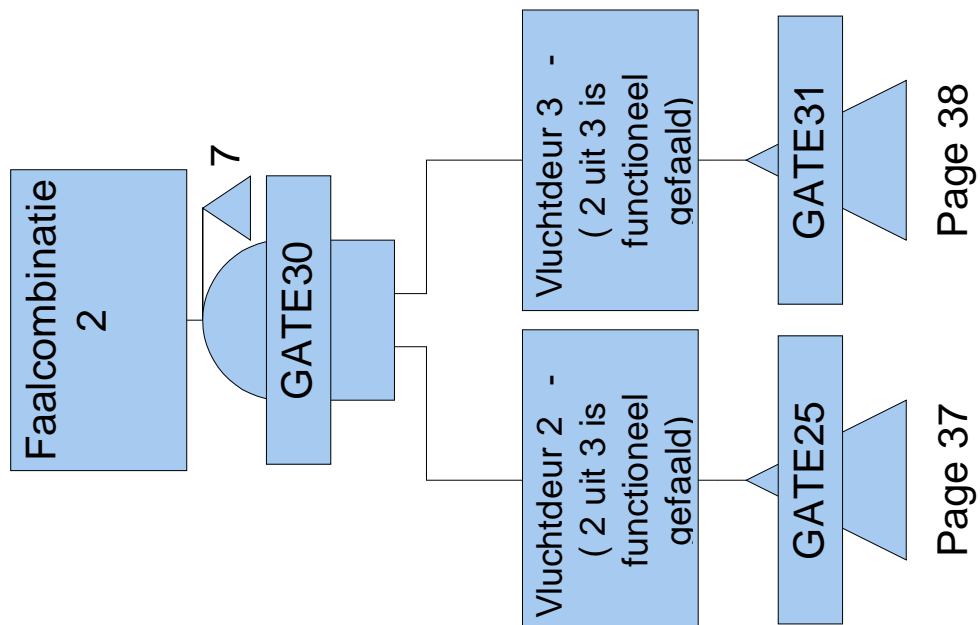 Faalcombinatie
2
7
GATE30
Vluchtdeur 2 -
( 2 uit 3 is
functioneel
gefaald)
GATE25
Page 37
Vluchtdeur 3 -
( 2 uit 3 is
functioneel
gefaald)
GATE31
Page 38